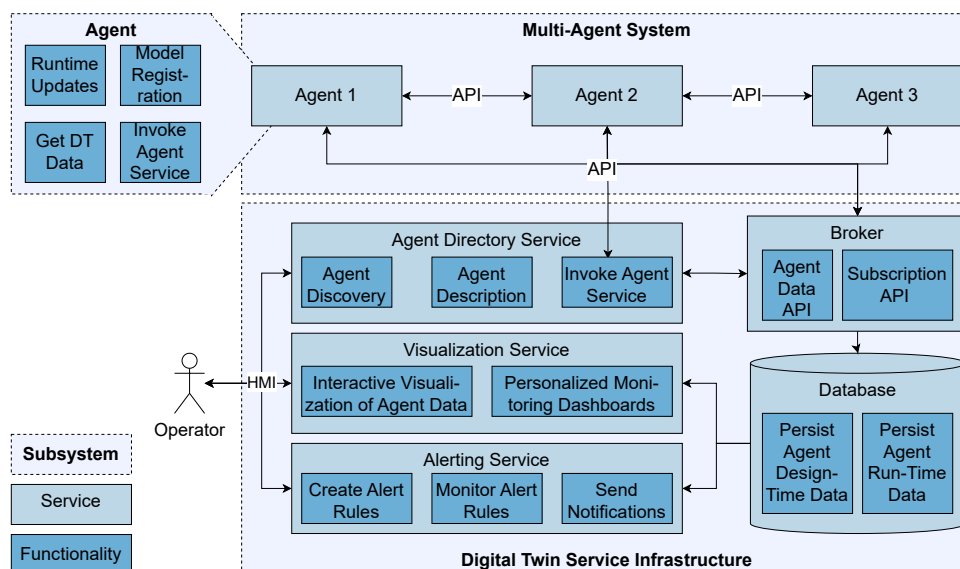 Agent
Runtime
Updates
Model
Regist-
ration
Get DT
Data
Invoke
Agent
Service
Multi-Agent System
Agent 1
API
Agent 2
API
Agent 3
API
Agent Directory Service
Agent
Discovery
Agent
Description
Invoke Agent
Service
Broker
Agent
Data
API
Subscription
API
Visualization Service
Interactive Visuali-
zation of Agent Data
Personalized Moni-
toring Dashboards
HMI
Operator
Database
Persist
Agent
Design-
Time Data
Persist
Agent
Run-Time
Data
Alerting Service
Create Alert
Rules
Monitor Alert
Rules
Send
Notifications
Digital Twin Service Infrastructure
Subsystem
Service
Functionality